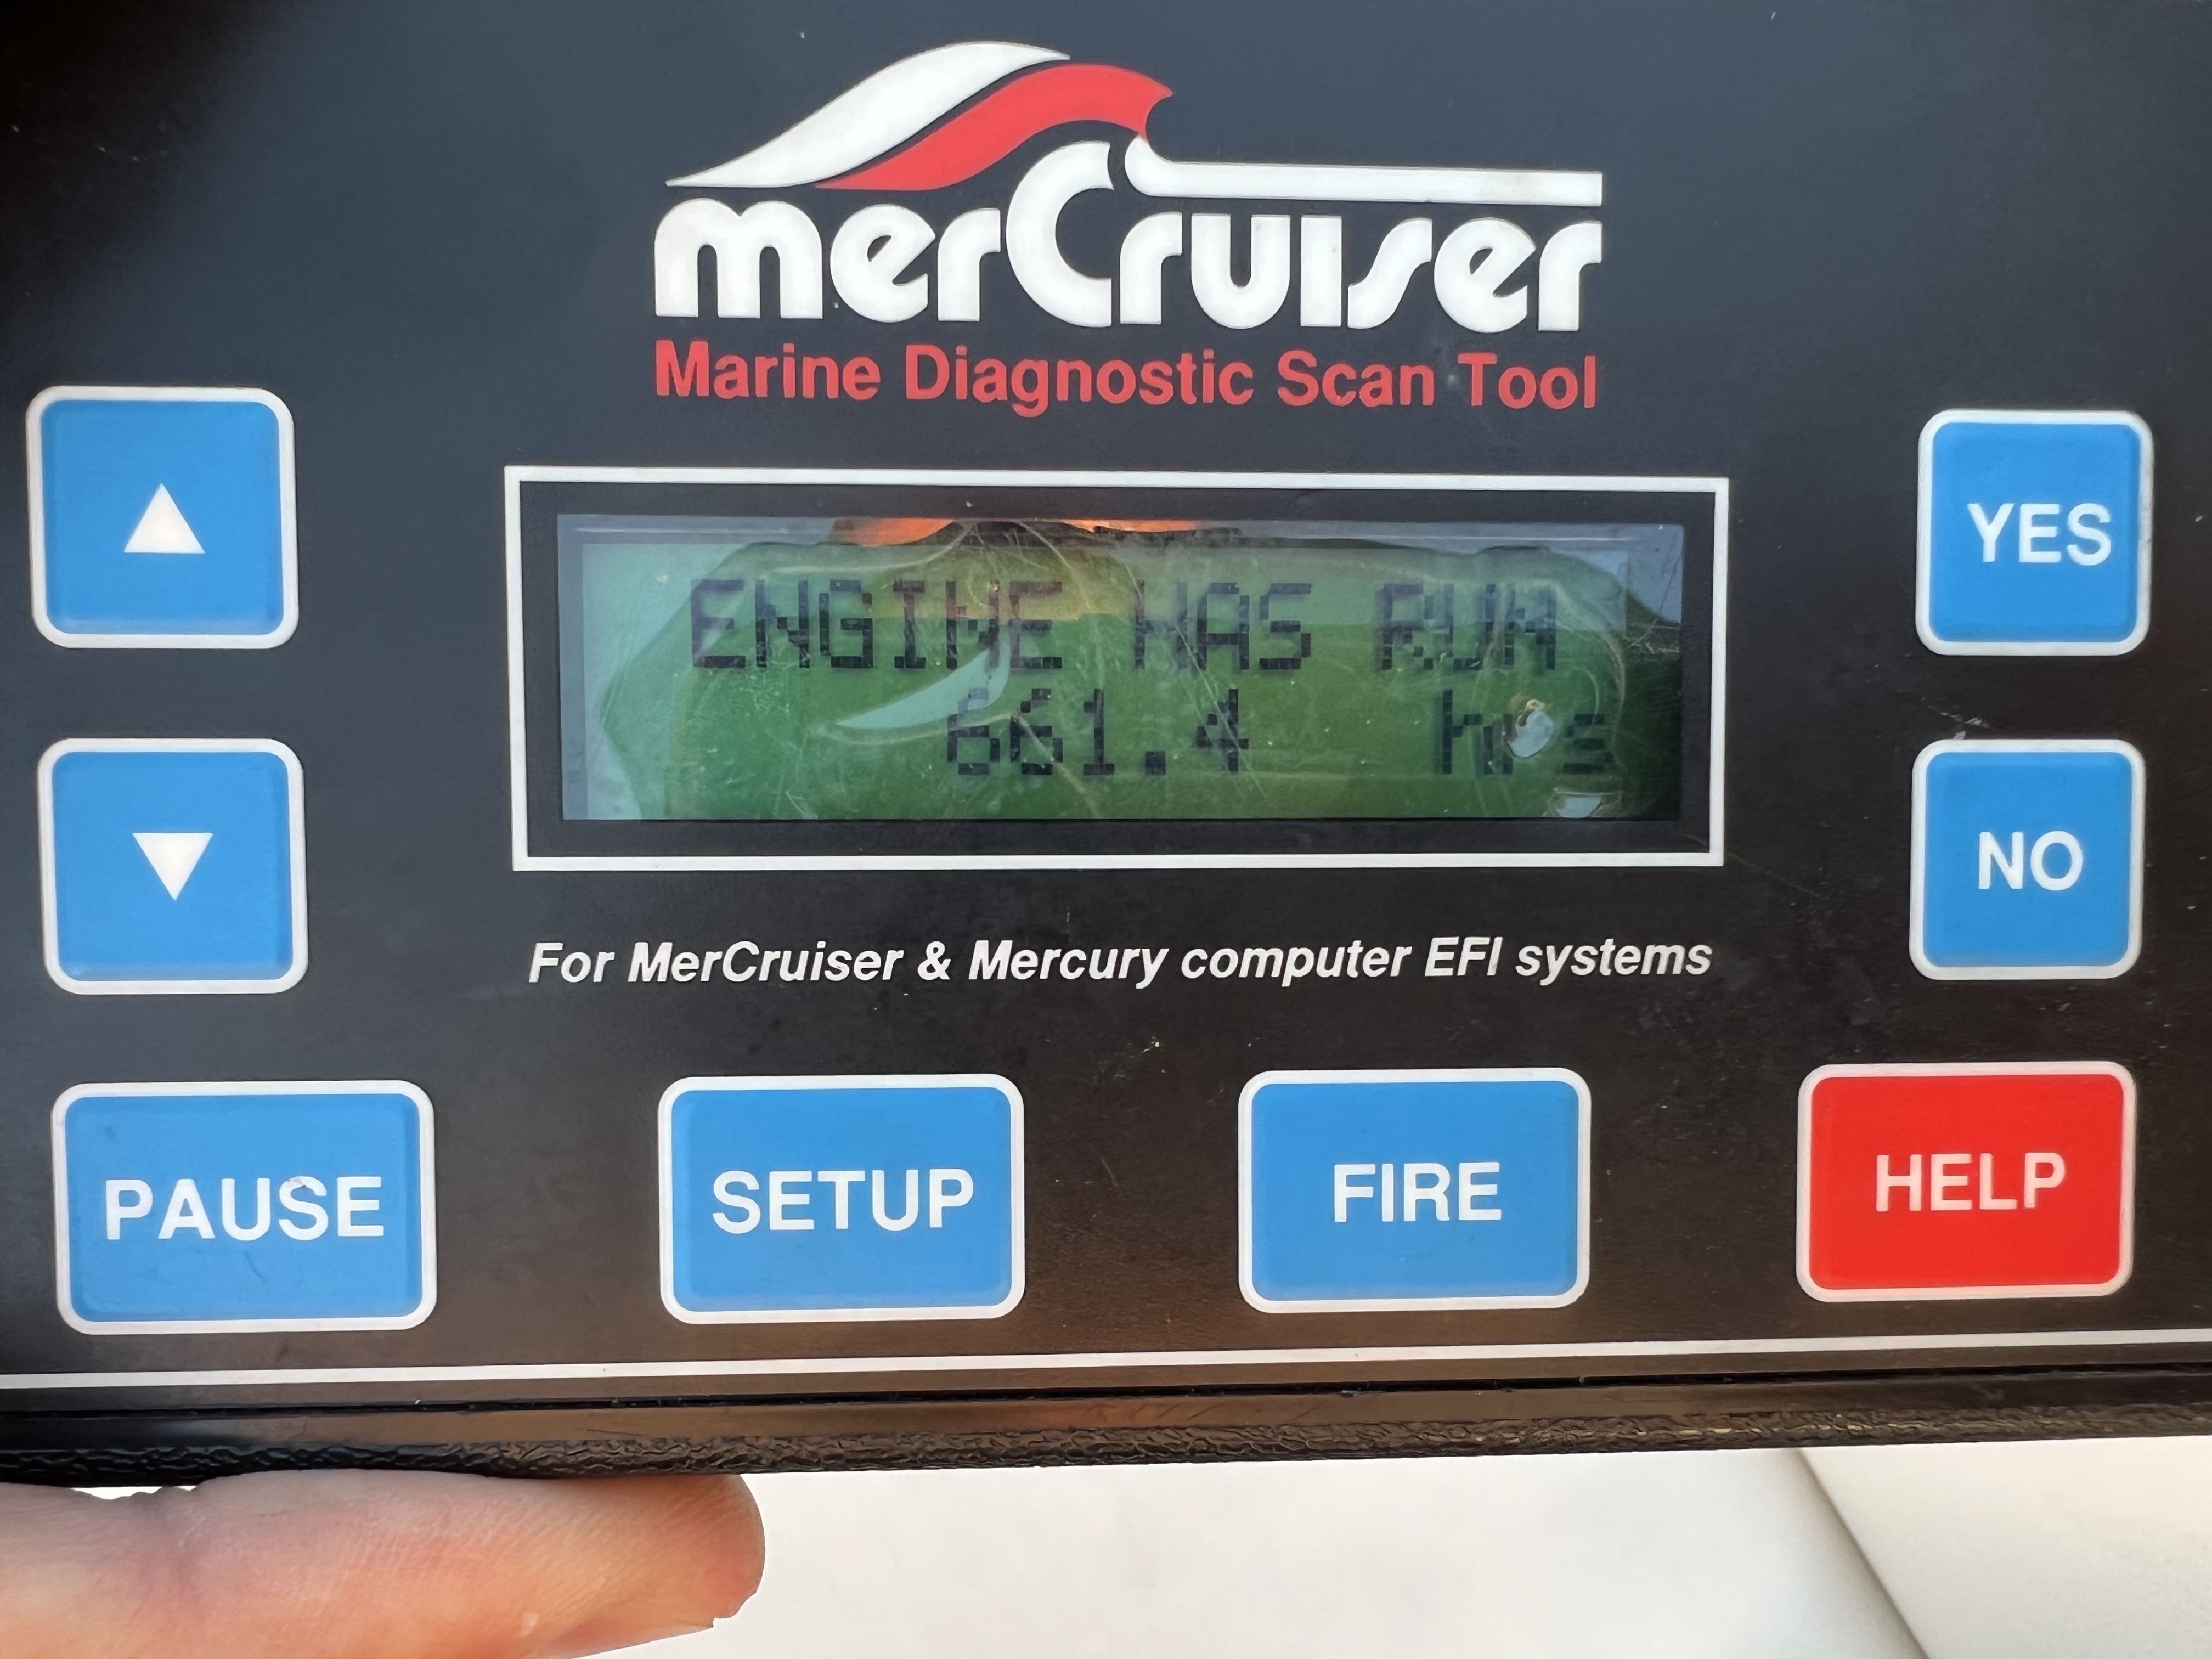 merCruiser
Marine Diagnostic Scan Tool
YES
ENGINE HAS RUN
661.4 hrs
NO
For MerCruiser & Mercury computer EFI systems
PAUSE
SETUP
FIRE
HELP